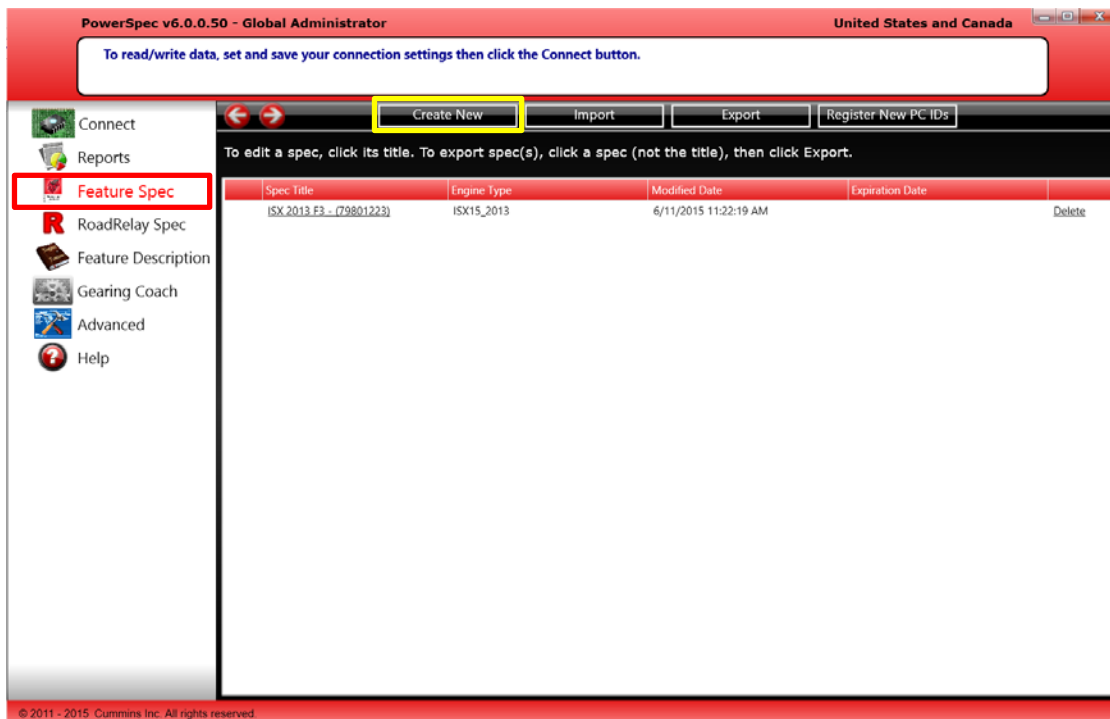 PowerSpec v6.0.0.50 - Global Administrator
United States and Canada
To read/write data, set and save your connection settings then click the Connect button.
Connect
Reports
Feature Spec
RoadRelay Spec
Feature Description
Gearing Coach
Advanced
Help
Create New
Import
Export
Register New PC IDs
To edit a spec, click its title. To export spec(s), click a spec (not the title), then click Export.
Spec Title Engine Type Modified Date Expiration Date
ISX 2013 F3 - (79801223) ISX15_2013 6/11/2015 11:22:19 AM Delete
© 2011 - 2015 Cummins Inc. All rights reserved.